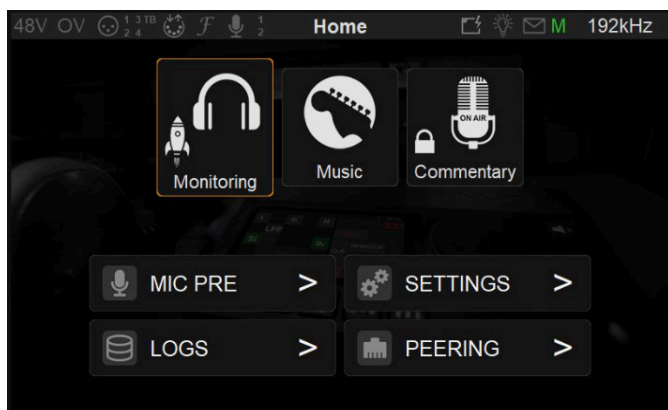 48V OV 1 3 TB 2 4 F 1 2 Home M 192kHz
ON AIR
Monitoring Music Commentary
MIC PRE > SETTINGS >
LOGS > PEERING >